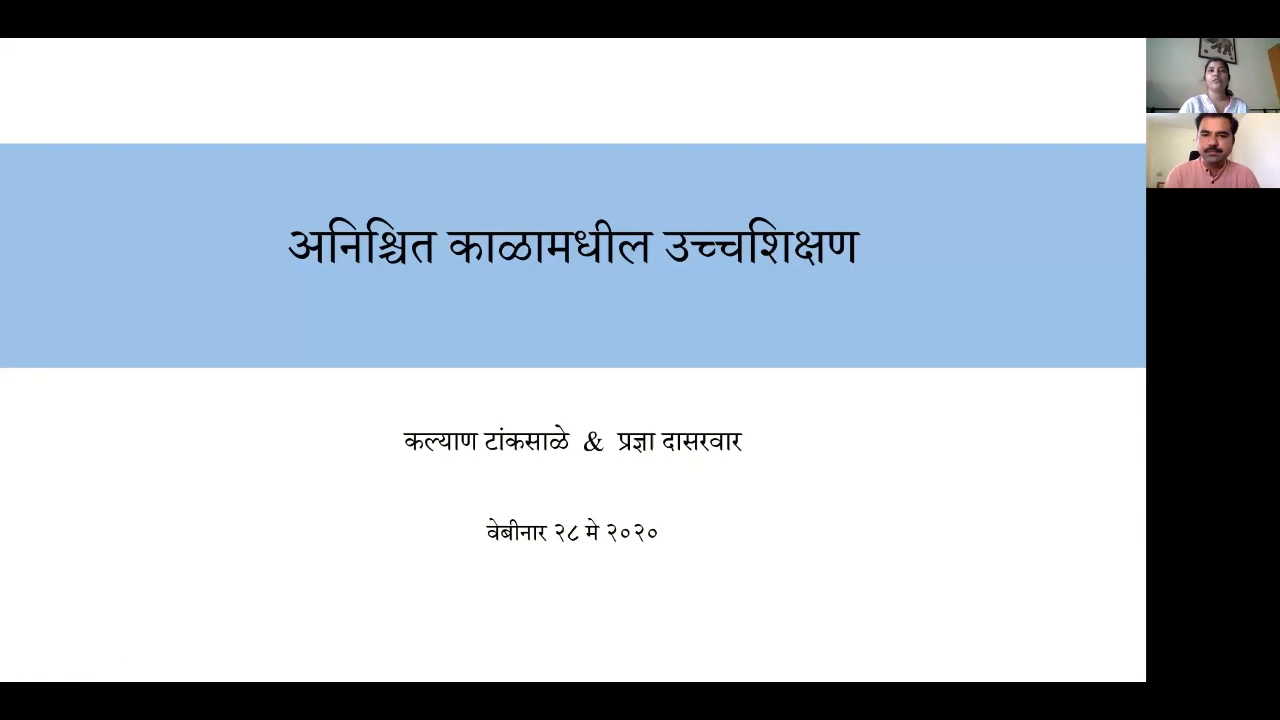 अनिश्चित काळामधील उच्चशिक्षण
कल्याण टांकसाळे & प्रज्ञा दासरवार
वेबीनार २८ मे २०२०